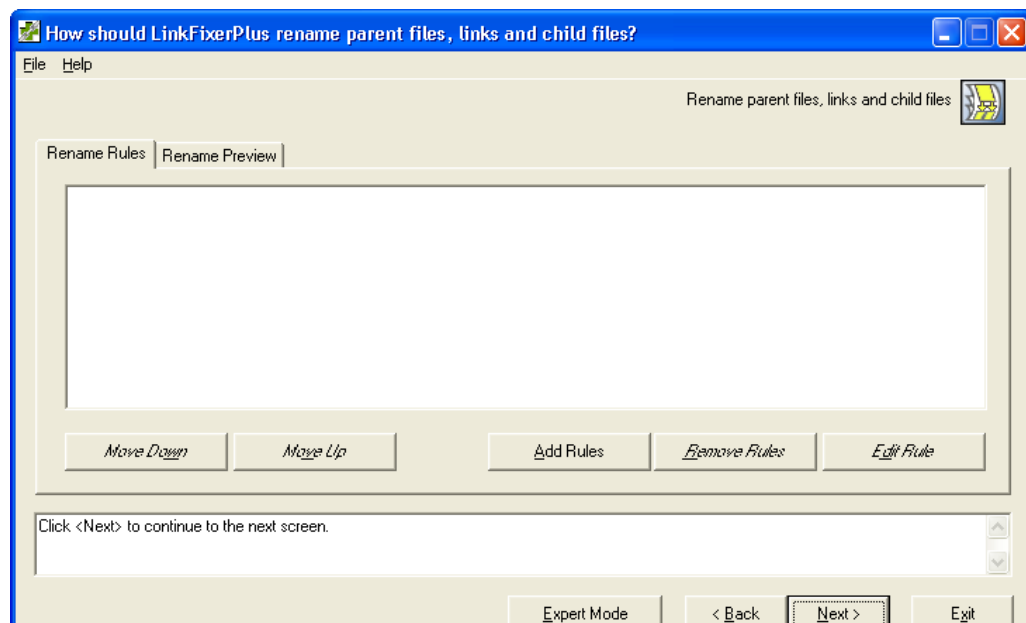 How should LinkFixerPlus rename parent files, links and child files?
File Help
Rename parent files, links and child files
Rename Rules Rename Preview
Move Down Move Up Add Rules Remove Rules Edit Rule
Click <Next> to continue to the next screen.
Expert Mode < Back Next > Exit